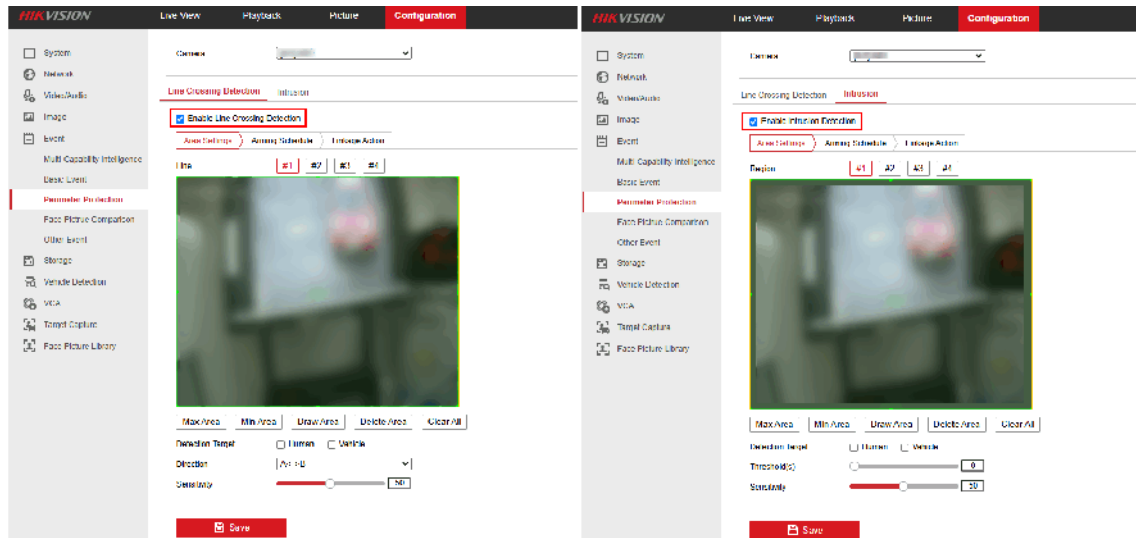 HIKVISION Live View Playback Picture Configuration
System
Network
Video/Audio
Image
Event
Multi Capability Intelligence
Basic Event
Perimeter Protection
Face Pictrue Comparison
Other Event
Storage
Vehicle Detection
VCA
Target Capture
Face Picture Library
Camera
Line Crossing Detection Intrusion
Enable Line Crossing Detection
Area Settings Arming Schedule Linkage Action
Line #1 #2 #3 #4
Max Area Min Area Draw Area Delete Area Clear All
Detection Target Human Vehicle
Direction A<->B
Sensitivity 50
Save
HIKVISION Live View Playback Picture Configuration
System
Network
Video/Audio
Image
Event
Multi Capability Intelligence
Basic Event
Perimeter Protection
Face Pictrue Comparison
Other Event
Storage
Vehicle Detection
VCA
Target Capture
Face Picture Library
Camera
Line Crossing Detection Intrusion
Enable Intrusion Detection
Area Settings Arming Schedule Linkage Action
Region #1 #2 #3 #4
Max Area Min Area Draw Area Delete Area Clear All
Detection Target Human Vehicle
Threshold(s) 0
Sensitivity 50
Save